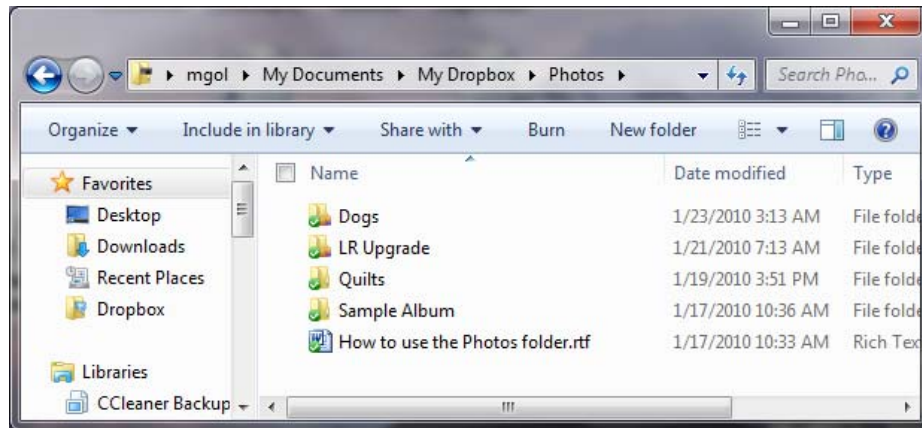 mgol My Documents My Dropbox Photos Search Pho...
Organize Include in library Share with Burn New folder
Favorites
Desktop
Downloads
Recent Places
Dropbox
Libraries
CCleaner Backup
Name Date modified Type
Dogs 1/23/2010 3:13 AM File folde
LR Upgrade 1/21/2010 7:13 AM File folde
Quilts 1/19/2010 3:51 PM File folde
Sample Album 1/17/2010 10:36 AM File folde
How to use the Photos folder.rtf 1/17/2010 10:33 AM Rich Tex